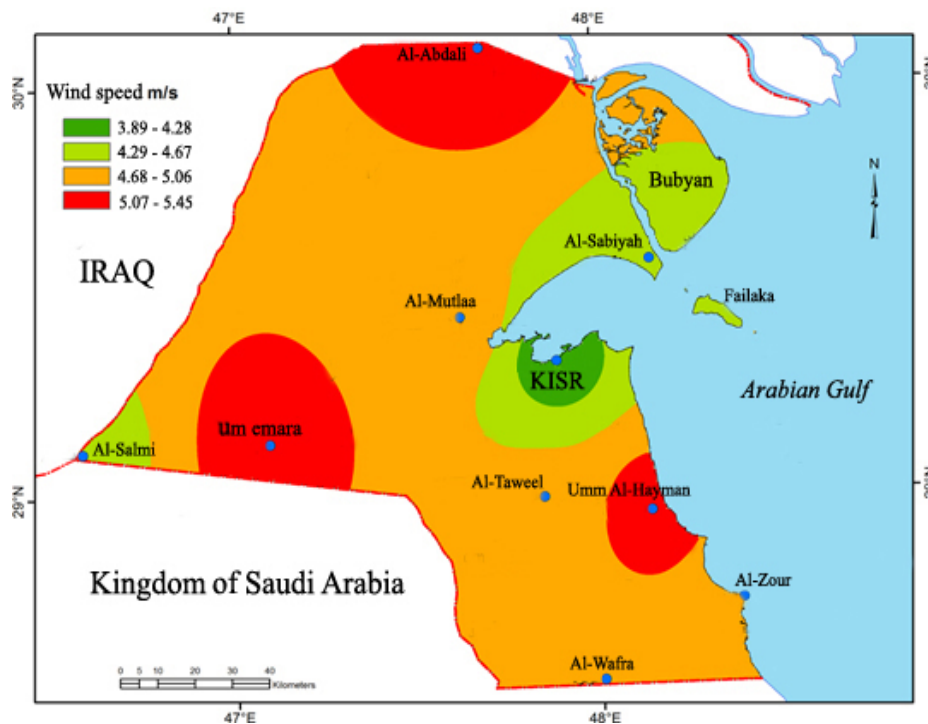 47°E
48°E
Al-Abdali
30°N
30°N
Wind speed m/s
3.89 - 4.28
4.29 - 4.67
4.68 - 5.06
5.07 - 5.45
N
Bubyan
Al-Sabiyah
IRAQ
Failaka
Al-Mutlaa
KISR
Arabian Gulf
um emara
Al-Salmi
Al-Taweel
Umm Al-Hayman
29°N
29°N
Kingdom of Saudi Arabia
Al-Zour
Al-Wafra
0 5 10 20 30 40
Kilometers
47°E
48°E